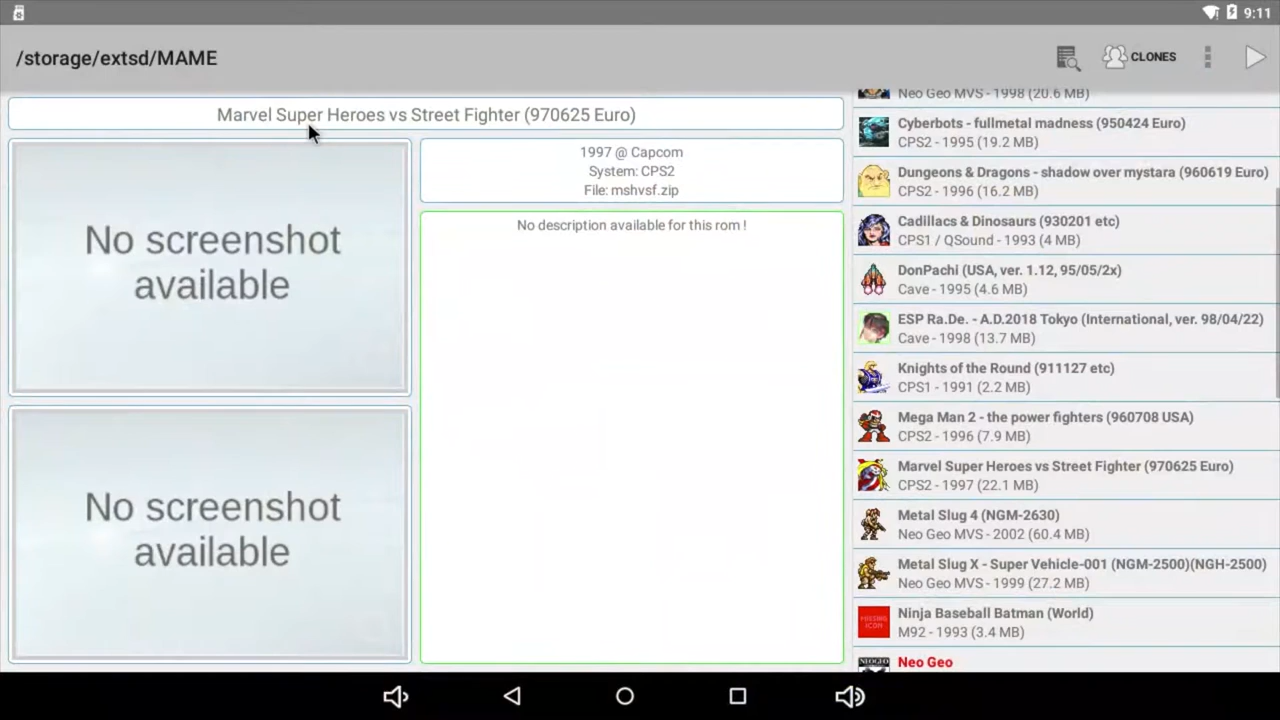 9:11
/storage/extsd/MAME
CLONES
Marvel Super Heroes vs Street Fighter (970625 Euro)
No screenshot
available
No screenshot
available
1997 @ Capcom
System: CPS2
File: mshvsf.zip
No description available for this rom !
Neo Geo MVS - 1998 (20.6 MB)
Cyberbots - fullmetal madness (950424 Euro)
CPS2 - 1995 (19.2 MB)
Dungeons & Dragons - shadow over mystara (960619 Euro)
CPS2 - 1996 (16.2 MB)
Cadillacs & Dinosaurs (930201 etc)
CPS1 / QSound - 1993 (4 MB)
DonPachi (USA, ver. 1.12, 95/05/2x)
Cave - 1995 (4.6 MB)
ESP Ra.De. - A.D.2018 Tokyo (International, ver. 98/04/22)
Cave - 1998 (13.7 MB)
Knights of the Round (911127 etc)
CPS1 - 1991 (2.2 MB)
Mega Man 2 - the power fighters (960708 USA)
CPS2 - 1996 (7.9 MB)
Marvel Super Heroes vs Street Fighter (970625 Euro)
CPS2 - 1997 (22.1 MB)
Metal Slug 4 (NGM-2630)
Neo Geo MVS - 2002 (60.4 MB)
Metal Slug X - Super Vehicle-001 (NGM-2500)(NGH-2500)
Neo Geo MVS - 1999 (27.2 MB)
MISSING
ICON
Ninja Baseball Batman (World)
M92 - 1993 (3.4 MB)
NEOGEO
Neo Geo